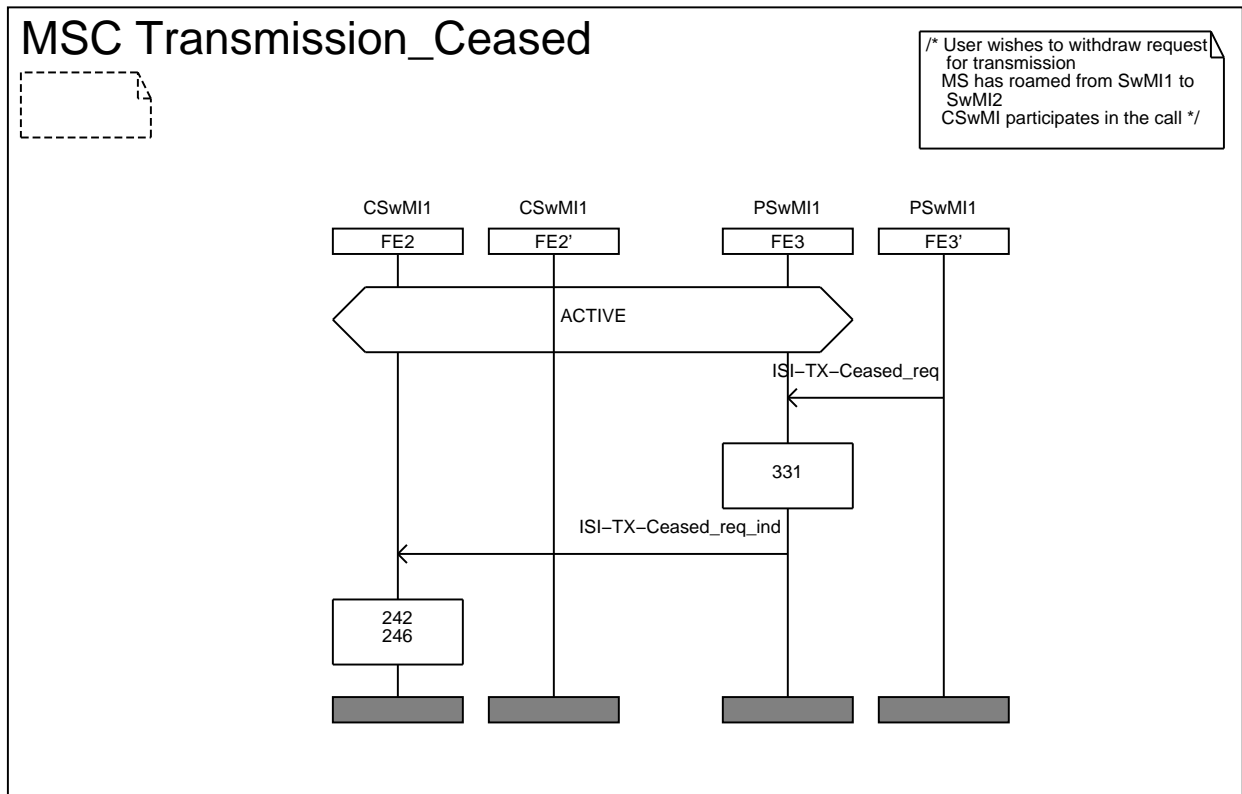 MSC Transmission_Ceased
/* User wishes to withdraw request
for transmission
MS has roamed from SwMI1 to
SwMI2
CSwMI participates in the call */
CSwMI1 CSwMI1 PSwMI1 PSwMI1
FE2 FE2' FE3 FE3'
ACTIVE
ISI−TX−Ceased_req
331
ISI−TX−Ceased_req_ind
242
246